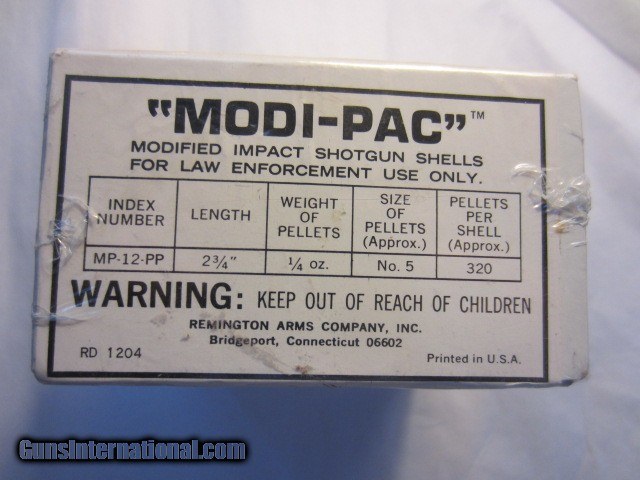 "MODI-PAC"™
MODIFIED IMPACT SHOTGUN SHELLS
FOR LAW ENFORCEMENT USE ONLY.
INDEX NUMBER LENGTH WEIGHT OF PELLETS SIZE OF PELLETS (Approx.) PELLETS PER SHELL (Approx.)
MP-12-PP 2¾" ¼ oz. No. 5 320
WARNING: KEEP OUT OF REACH OF CHILDREN
REMINGTON ARMS COMPANY, INC.
Bridgeport, Connecticut 06602
RD 1204 Printed in U.S.A.
GunsInternational.com